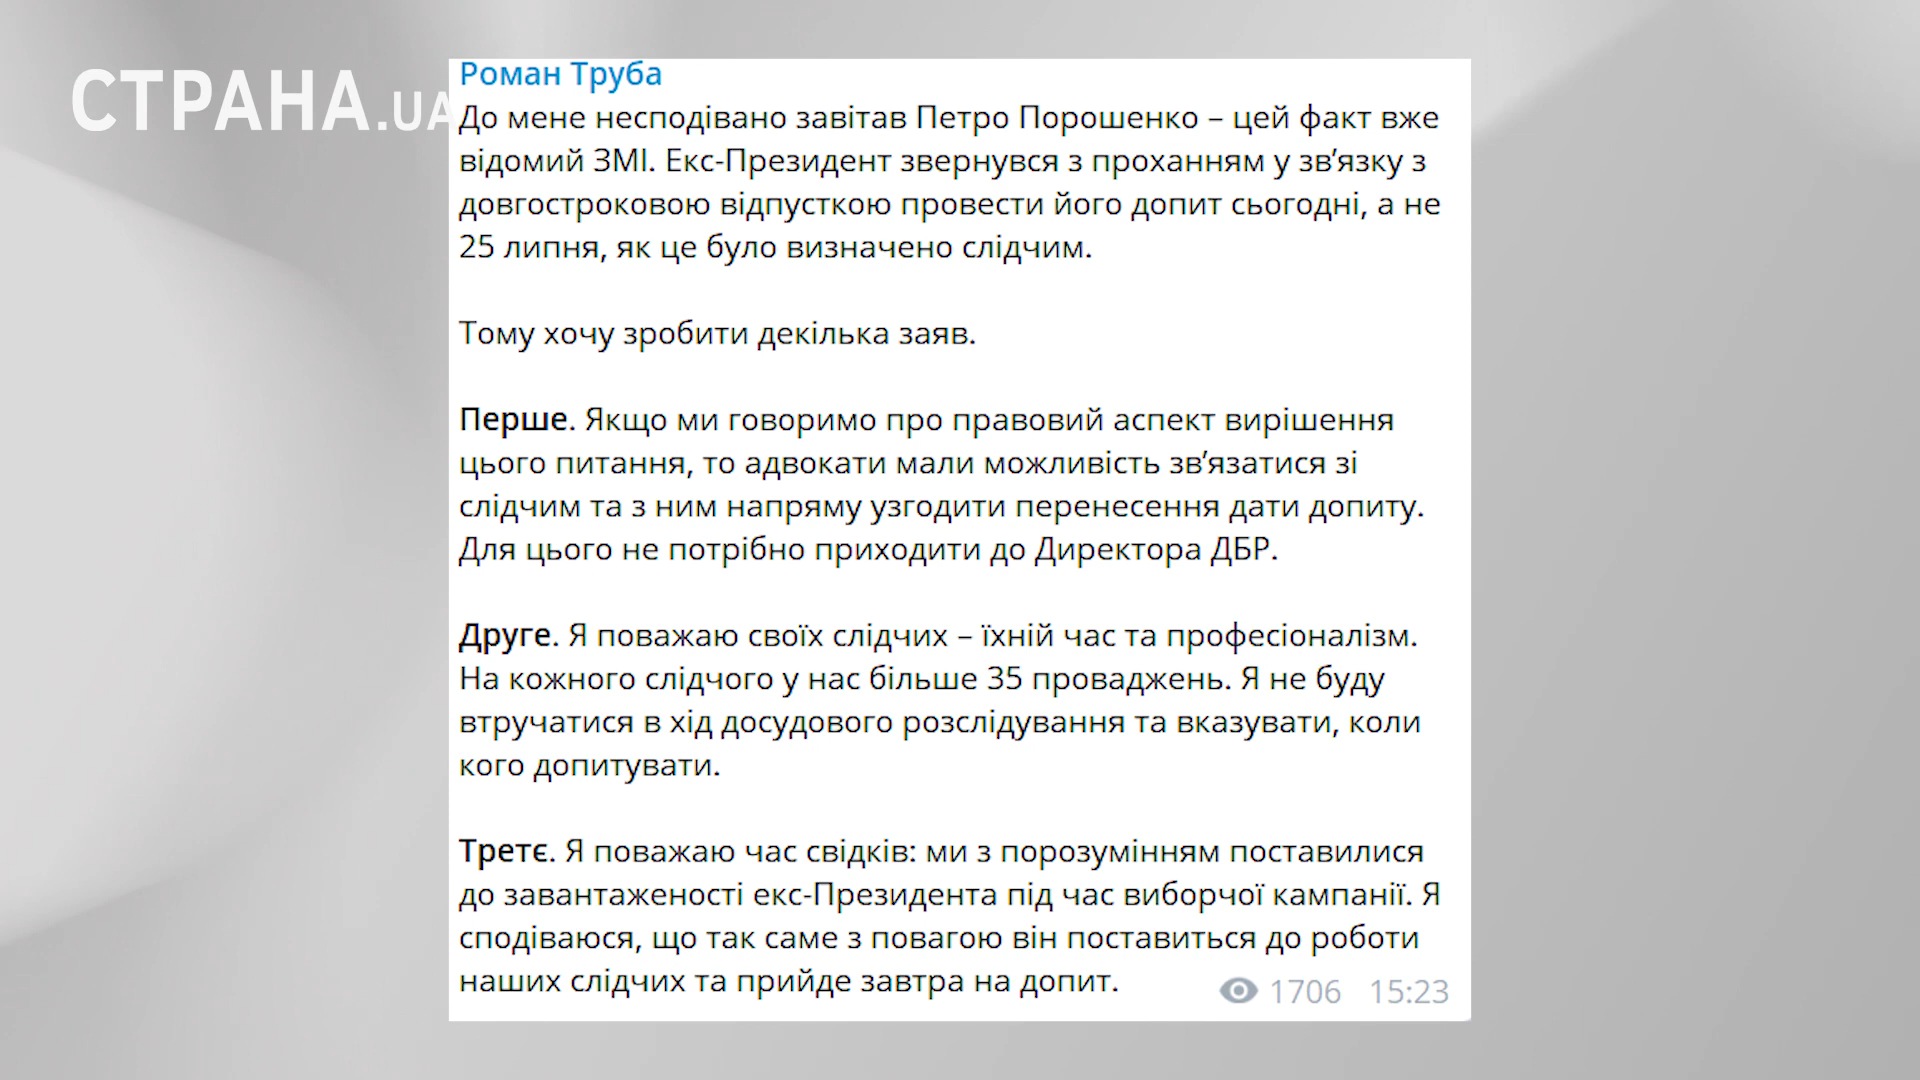 СТРАНА.UA
Роман Труба
До мене несподівано завітав Петро Порошенко – цей факт вже
відомий ЗМІ. Екс-Президент звернувся з проханням у зв’язку з
довгостроковою відпусткою провести його допит сьогодні, а не
25 липня, як це було визначено слідчим.
Тому хочу зробити декілька заяв.
Перше. Якщо ми говоримо про правовий аспект вирішення
цього питання, то адвокати мали можливість зв’язатися зі
слідчим та з ним напряму узгодити перенесення дати допиту.
Для цього не потрібно приходити до Директора ДБР.
Друге. Я поважаю своїх слідчих – їхній час та професіоналізм.
На кожного слідчого у нас більше 35 проваджень. Я не буду
втручатися в хід досудового розслідування та вказувати, коли
кого допитувати.
Третє. Я поважаю час свідків: ми з порозумінням поставилися
до завантаженості екс-Президента під час виборчої кампанії. Я
сподіваюся, що так саме з повагою він поставиться до роботи
наших слідчих та прийде завтра на допит.
1706 15:23